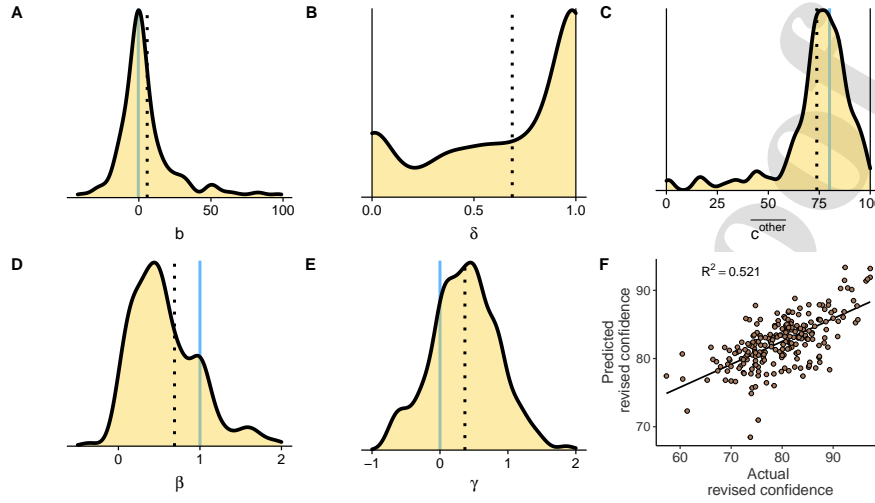 A
B
C
0
50
100
b
0.0
0.5
1.0
δ
0
25
50
75
100
c^other
D
E
F
0
1
2
β
−1
0
1
2
γ
R² = 0.521
90
80
70
Predicted
revised confidence
60
70
80
90
Actual
revised confidence